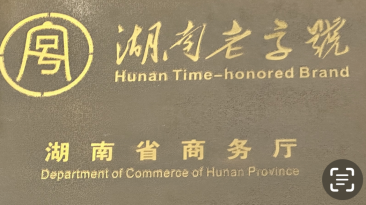 湖南老字號
Hunan Time-honored Brand
湖南省商务厅
Department of Commerce of Hunan Province